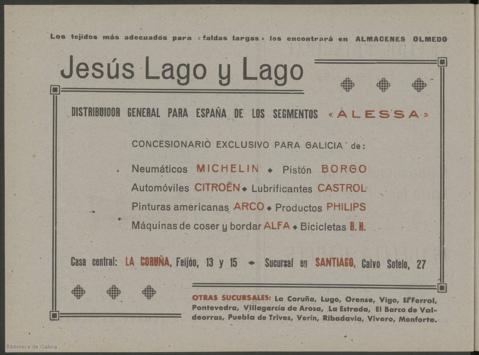 Los tejidos más adecuados para «faldas largas» los encontrará en ALMACENES OLMEDO
Jesús Lago y Lago
DISTRIBUIDOR GENERAL PARA ESPAÑA DE LOS SEGMENTOS «ALESSA»
CONCESIONARIO EXCLUSIVO PARA GALICIA de:
Neumáticos MICHELIN • Pistón BORGO
Automóviles CITROËN • Lubrificantes CASTROL
Pinturas americanas ARCO • Productos PHILIPS
Máquinas de coser y bordar ALFA • Bicicletas B.H.
Casa central: LA CORUÑA, Feijóo, 13 y 15 • Sucursal en SANTIAGO, Calvo Sotelo, 27
OTRAS SUCURSALES: La Coruña, Lugo, Orense, Vigo, El Ferrol,
Pontevedra, Villagarcía de Arosa, La Estrada, El Barco de Val-
deorras, Puebla de Trives, Verín, Ribadavia, Vivero, Monforte.
Biblioteca de Galicia